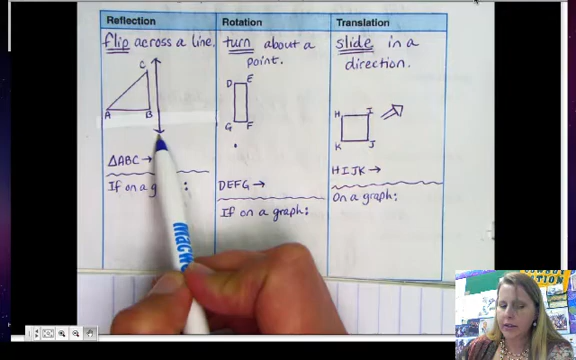 Reflection
flip across a line.
C
A B
△ABC →
If on a g :
Rotation
turn about a
point.
D E
G F
DEFG →
If on a graph:
Translation
slide in a
direction.
H I
K J
HIJK →
On a graph: